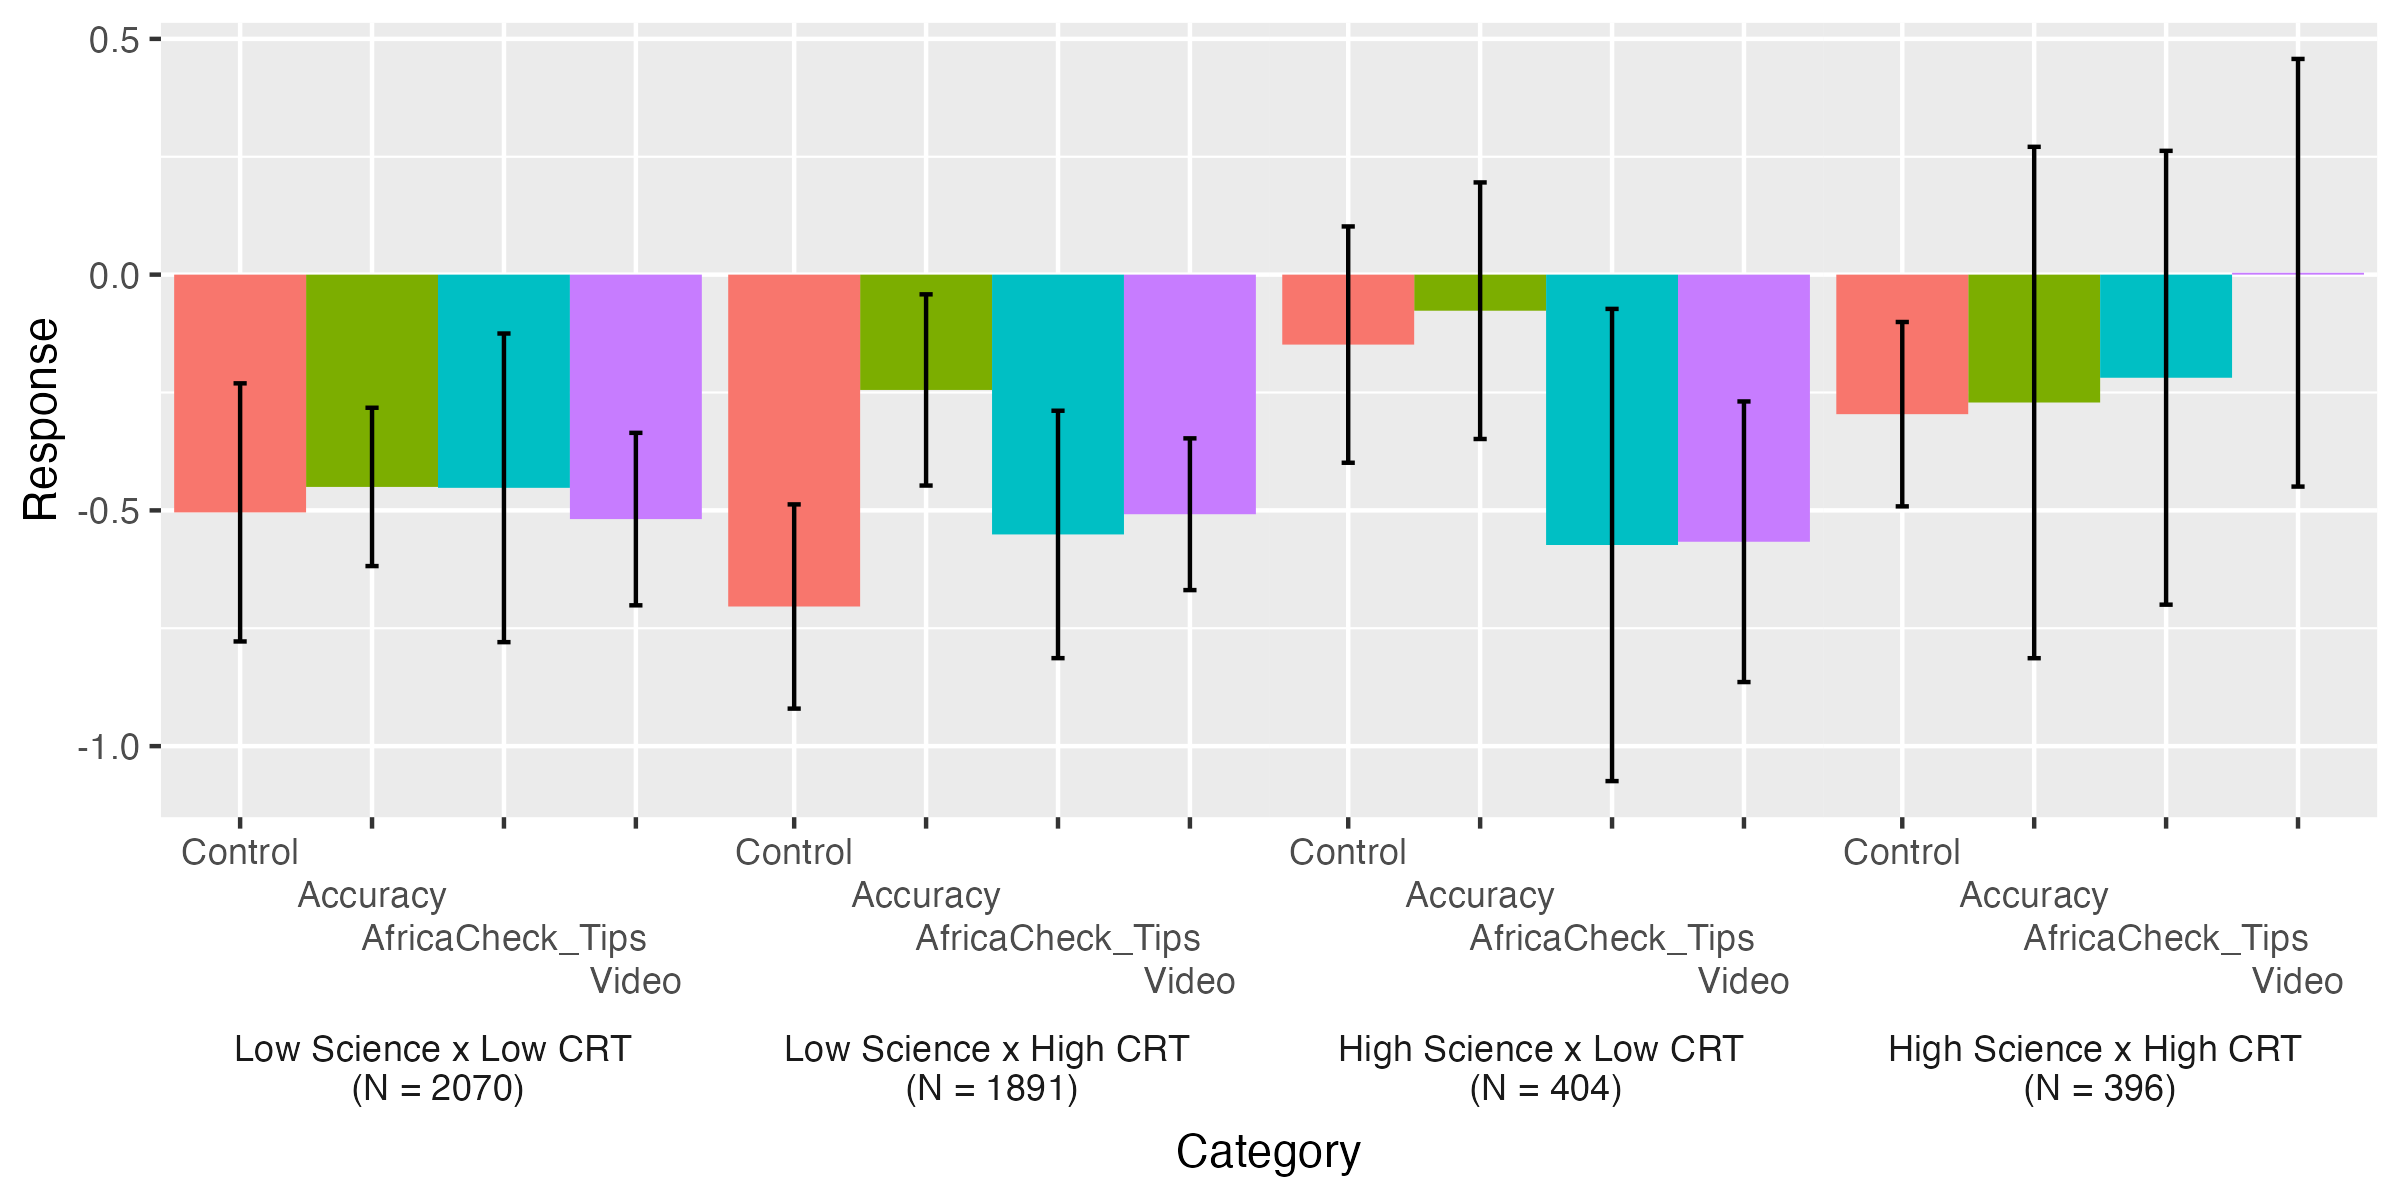 Response
0.5
0.0
-0.5
-1.0
Control Control Control Control
Accuracy Accuracy Accuracy Accuracy
AfricaCheck_Tips AfricaCheck_Tips AfricaCheck_Tips AfricaCheck_Tips
Video Video Video Video
Low Science x Low CRT Low Science x High CRT High Science x Low CRT High Science x High CRT
(N = 2070) (N = 1891) (N = 404) (N = 396)
Category